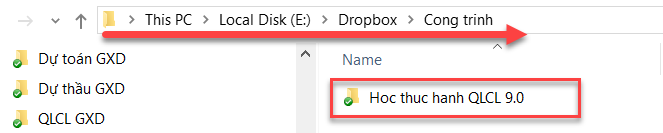 This PC > Local Disk (E:) > Dropbox > Cong trinh
Dự toán GXD
Dự thầu GXD
QLCL GXD
Name
Hoc thuc hanh QLCL 9.0